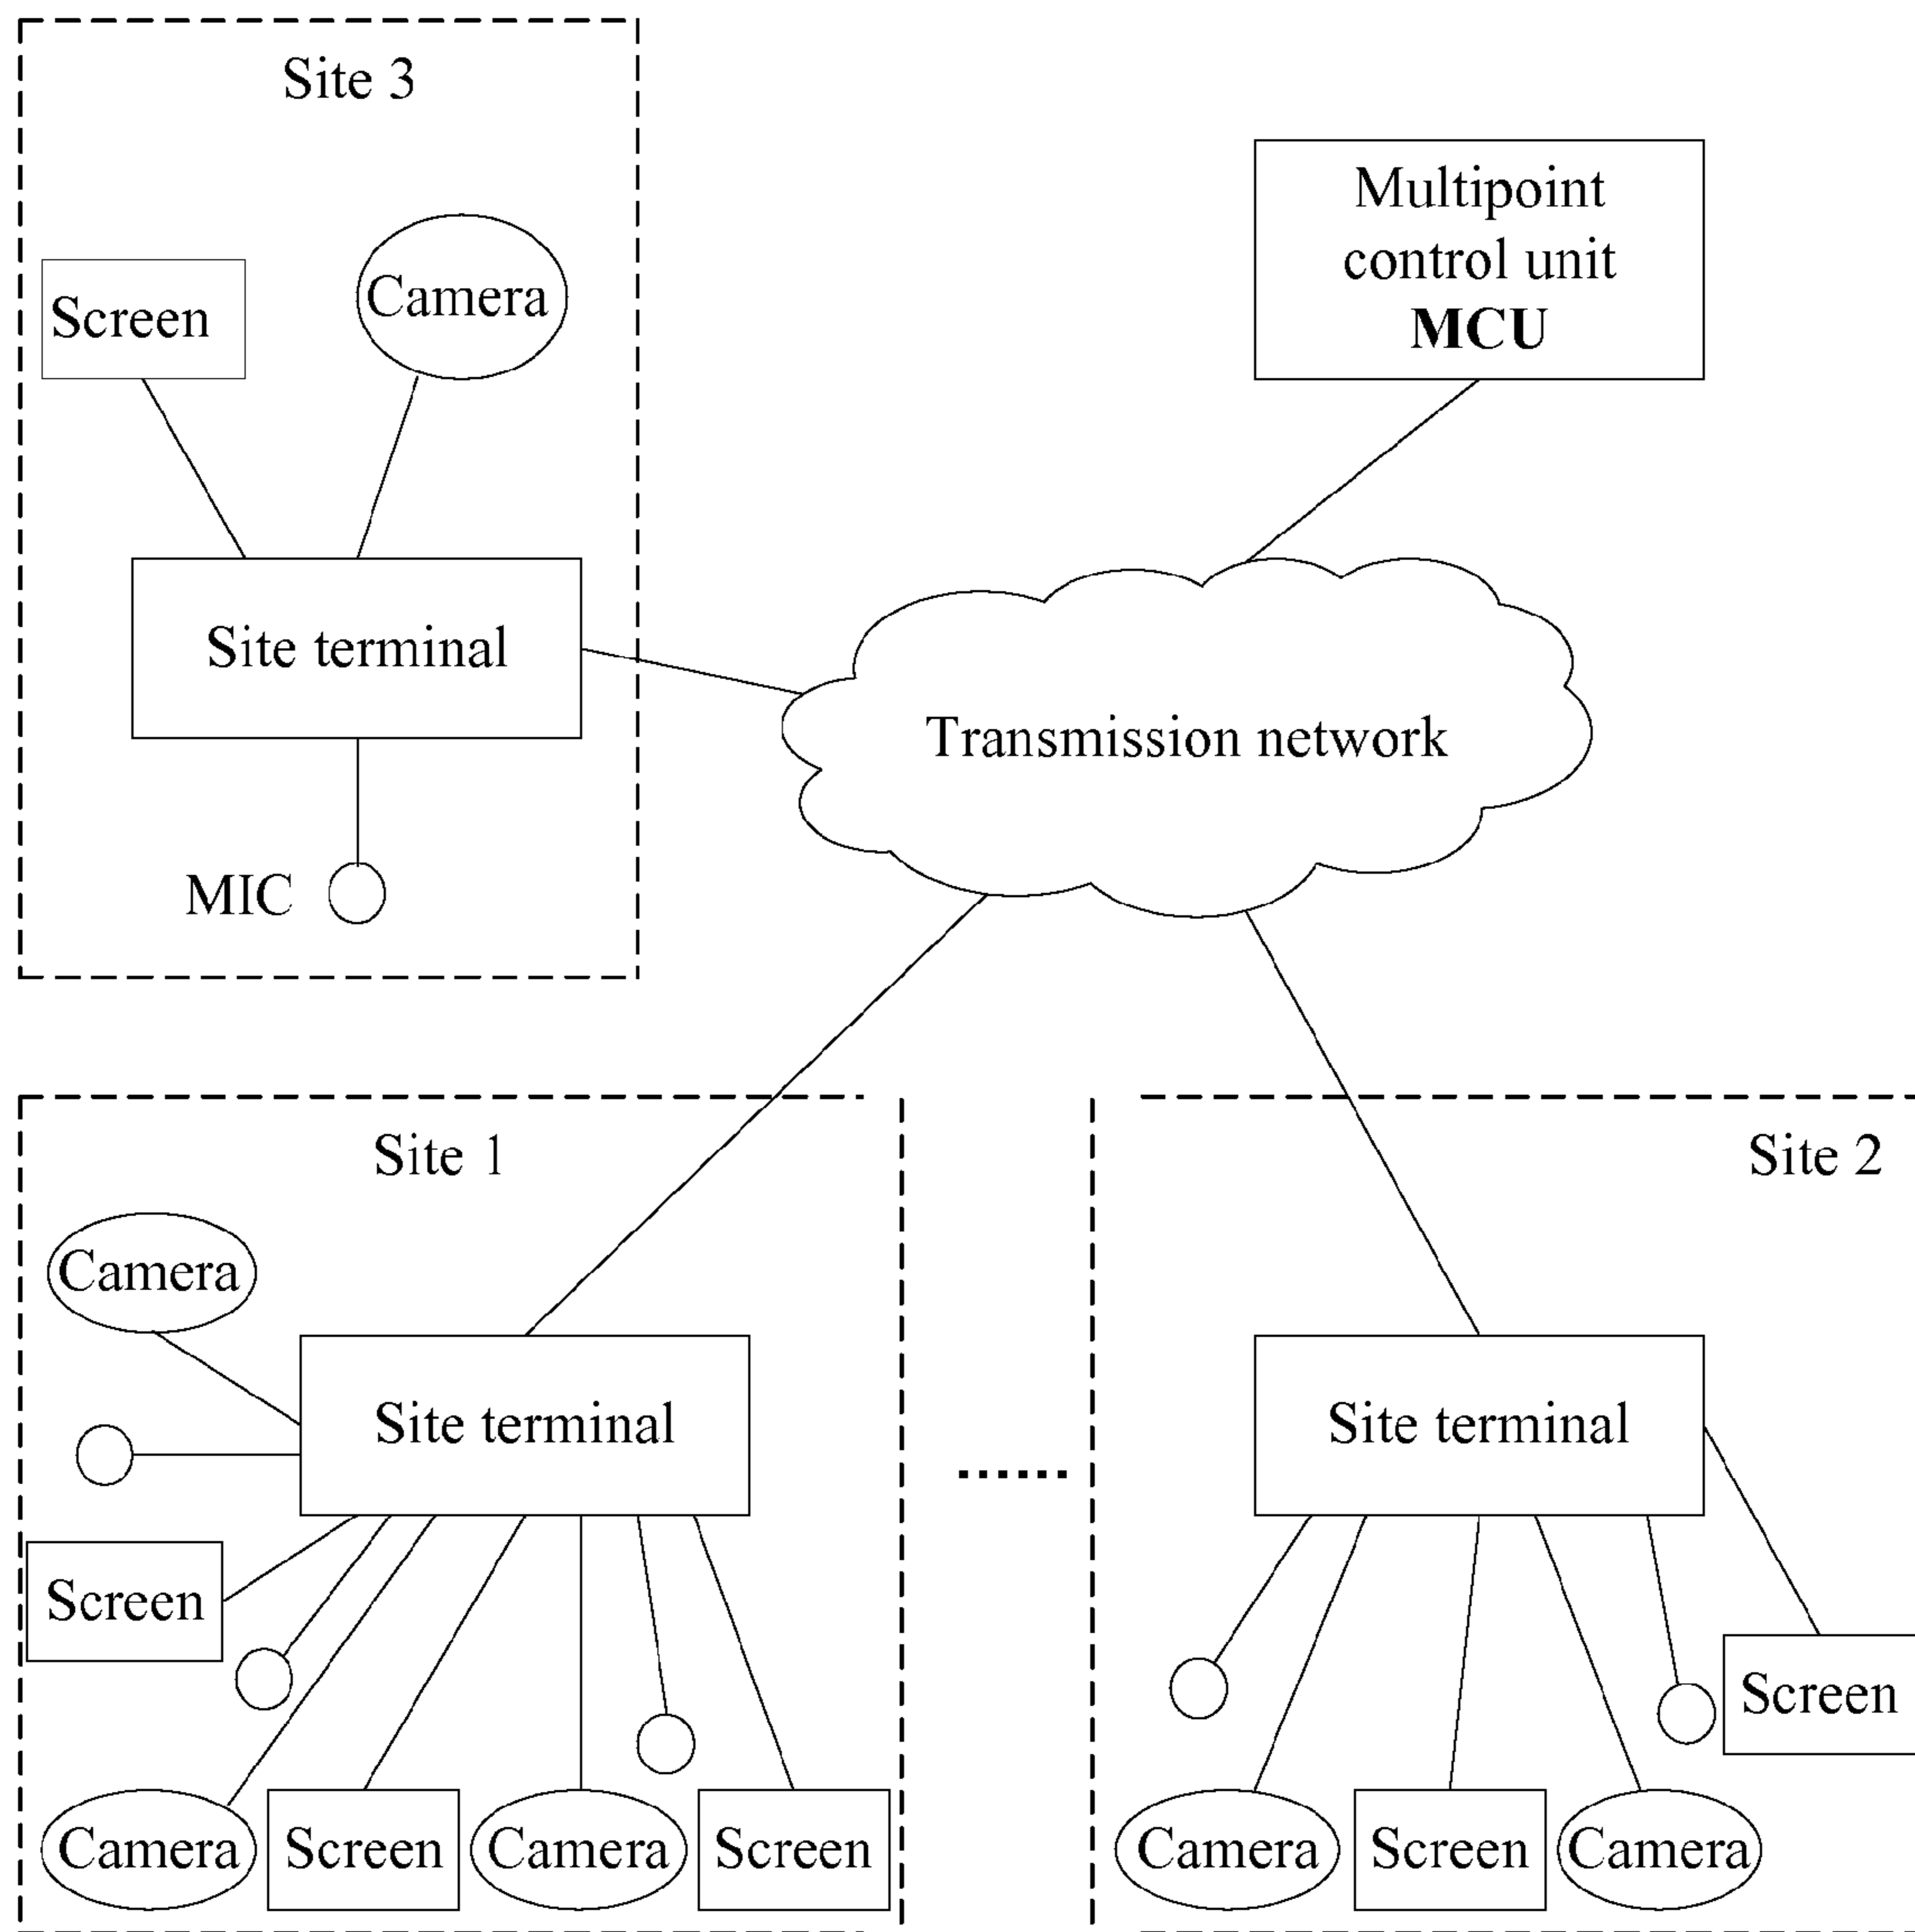 Site 3
Screen
Camera
Site terminal
MIC
Multipoint
control unit
MCU
Transmission network
Site 1
Camera
Site terminal
Screen
Camera
Screen
Camera
Screen
......
Site 2
Site terminal
Screen
Camera
Screen
Camera